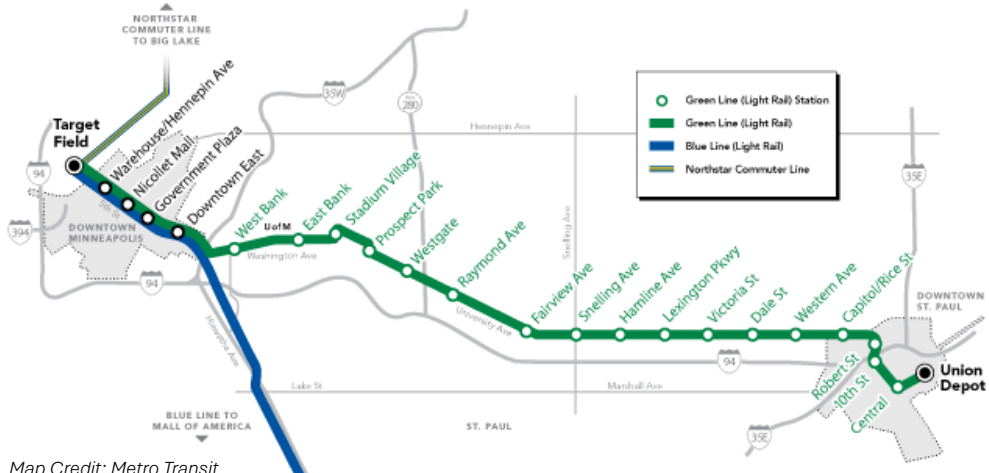 NORTHSTAR
COMMUTER LINE
TO BIG LAKE
Target
Field
Warehouse/Hennepin Ave
Nicollet Mall
Government Plaza
Downtown East
West Bank
East Bank
Stadium Village
Prospect Park
Westgate
Raymond Ave
Fairview Ave
Snelling Ave
Hamline Ave
Lexington Pkwy
Victoria St
Dale St
Western Ave
Capitol/Rice St
Robert St
10th St
Central
Union
Depot
Green Line (Light Rail) Station
Green Line (Light Rail)
Blue Line (Light Rail)
Northstar Commuter Line
Hennepin Ave
Snelling Ave
35W
280
94
394
94
94
35E
35E
5th St
DOWNTOWN
MINNEAPOLIS
U of M
Washington Ave
University Ave
Hiawatha Ave
Lake St
Marshall Ave
DOWNTOWN
ST. PAUL
BLUE LINE TO
MALL OF AMERICA
ST. PAUL
Map Credit: Metro Transit